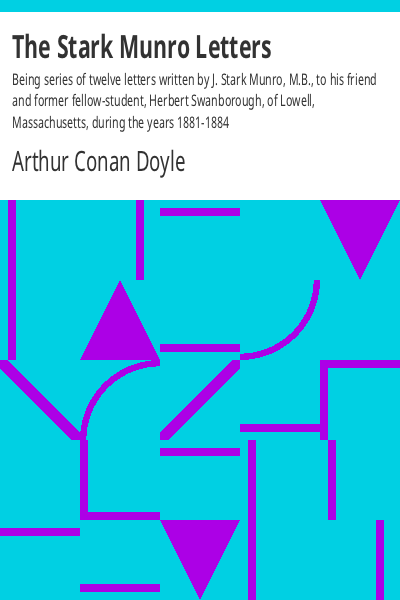 The Stark Munro Letters
Being series of twelve letters written by J. Stark Munro, M.B., to his friend
and former fellow-student, Herbert Swanborough, of Lowell,
Massachusetts, during the years 1881-1884
Arthur Conan Doyle